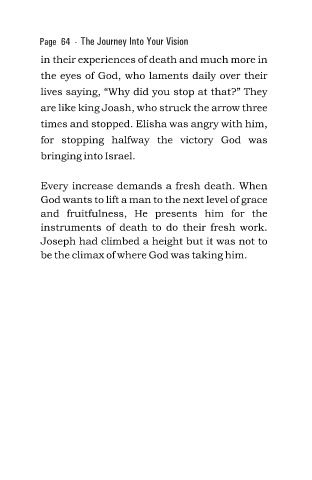 Page 64 - The Journey Into Your Vision
in their experiences of death and much more in
the eyes of God, who laments daily over their
lives saying, “Why did you stop at that?” They
are like king Joash, who struck the arrow three
times and stopped. Elisha was angry with him,
for stopping halfway the victory God was
bringing into Israel.
Every increase demands a fresh death. When
God wants to lift a man to the next level of grace
and fruitfulness, He presents him for the
instruments of death to do their fresh work.
Joseph had climbed a height but it was not to
be the climax of where God was taking him.